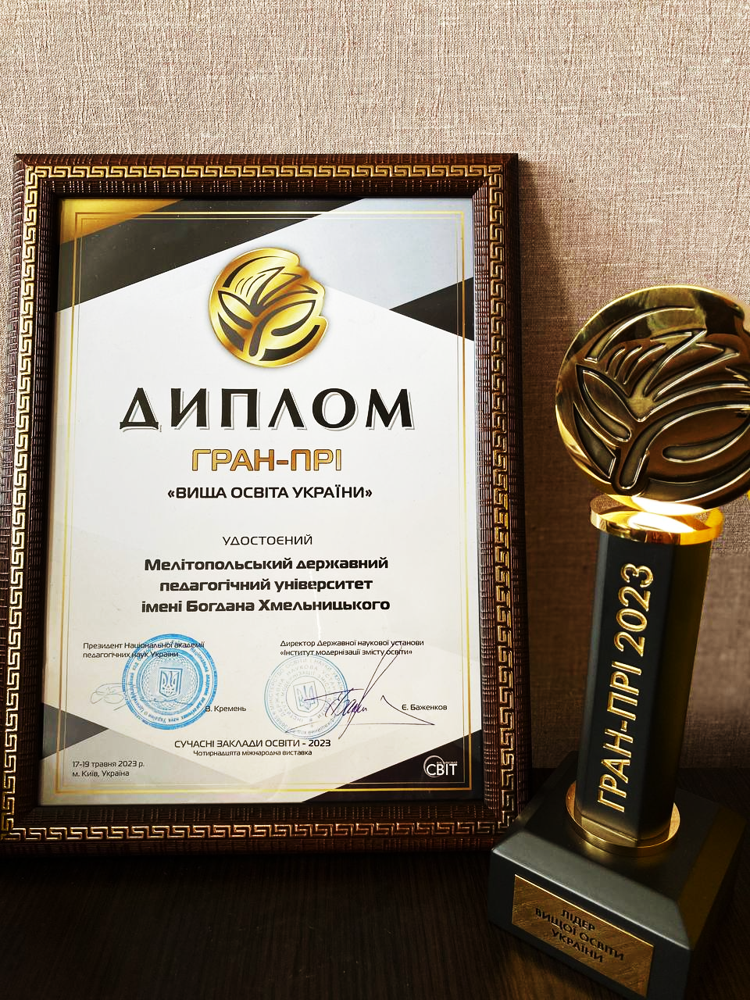 ДИПЛОМ
ГРАН-ПРІ
«ВИЩА ОСВІТА УКРАЇНИ»
УДОСТОЄНИЙ
Мелітопольський державний
педагогічний університет
імені Богдана Хмельницького
Президент Національної академії
педагогічних наук України
В. Кремень
Директор Державної наукової установи
«Інститут модернізації змісту освіти»
Є. Баженков
СУЧАСНІ ЗАКЛАДИ ОСВІТИ - 2023
Чотирнадцята міжнародна виставка
17-19 травня 2023 р.
м. Київ, Україна
СВІТ
ГРАН-ПРІ 2023
ЛІДЕР
ВИЩОЇ ОСВІТИ
УКРАЇНИ